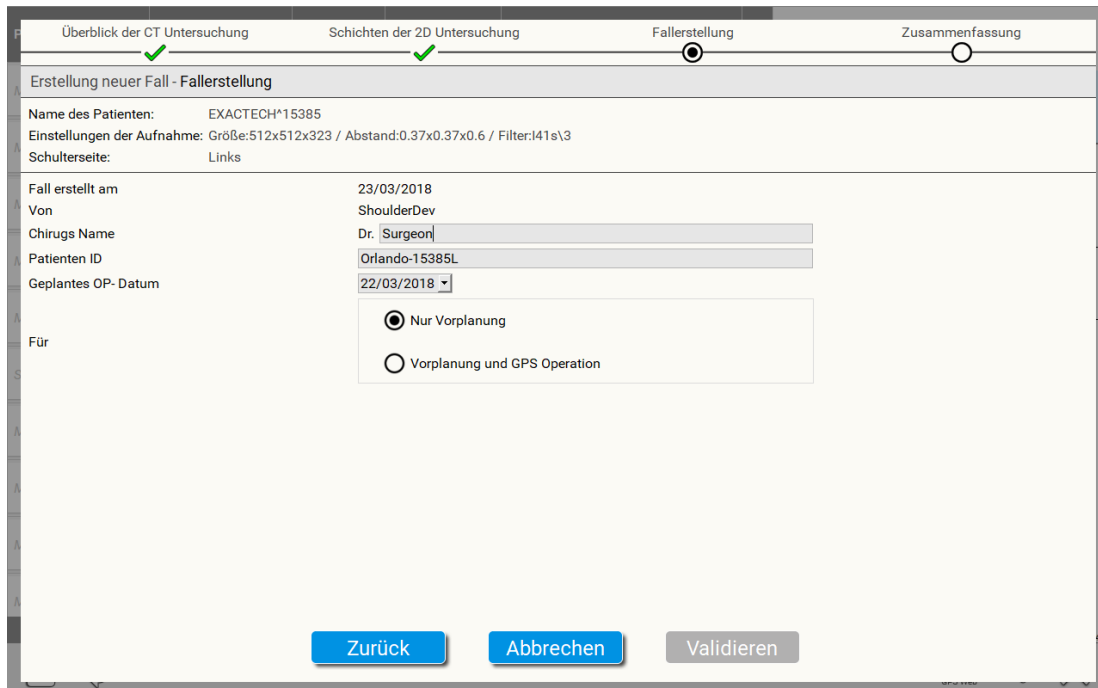 Überblick der CT Untersuchung Schichten der 2D Untersuchung Fallerstellung Zusammenfassung
Erstellung neuer Fall - Fallerstellung
Name des Patienten: EXACTECH^15385
Einstellungen der Aufnahme: Größe:512x512x323 / Abstand:0.37x0.37x0.6 / Filter:I41s\3
Schulterseite: Links
Fall erstellt am 23/03/2018
Von ShoulderDev
Chirugs Name Dr. Surgeon
Patienten ID Orlando-15385L
Geplantes OP- Datum 22/03/2018
Für
Nur Vorplanung
Vorplanung und GPS Operation
Zurück Abbrechen Validieren